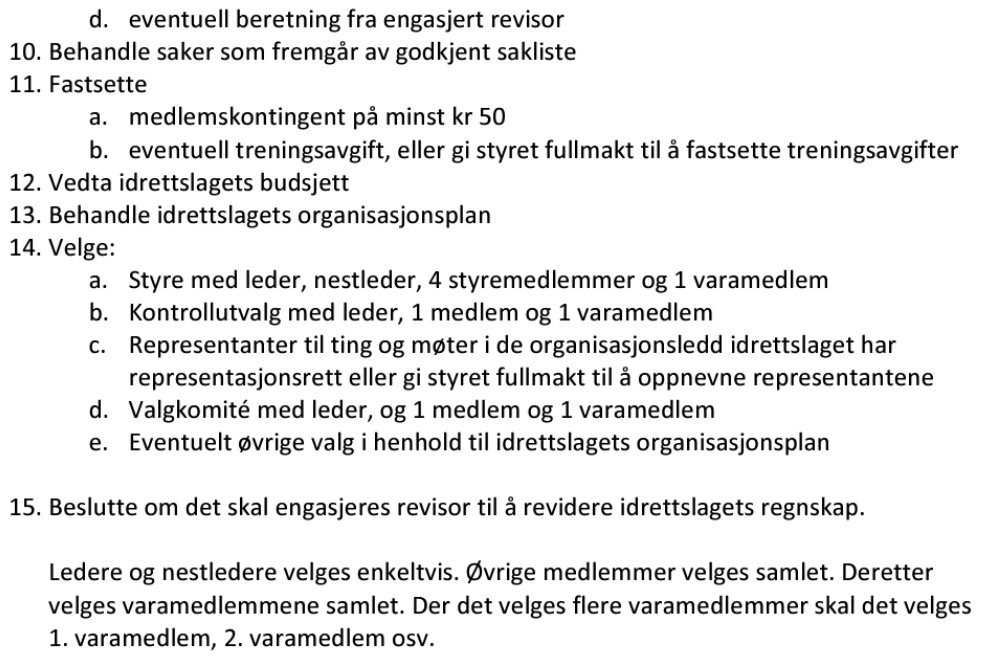 d. eventuell beretning fra engasjert revisor
10. Behandle saker som fremgår av godkjent sakliste
11. Fastsette
a. medlemskontingent på minst kr 50
b. eventuell treningsavgift, eller gi styret fullmakt til å fastsette treningsavgifter
12. Vedta idrettslagets budsjett
13. Behandle idrettslagets organisasjonsplan
14. Velge:
a. Styre med leder, nestleder, 4 styremedlemmer og 1 varamedlem
b. Kontrollutvalg med leder, 1 medlem og 1 varamedlem
c. Representanter til ting og møter i de organisasjonsledd idrettslaget har
representasjonsrett eller gi styret fullmakt til å oppnevne representantene
d. Valgkomité med leder, og 1 medlem og 1 varamedlem
e. Eventuelt øvrige valg i henhold til idrettslagets organisasjonsplan
15. Beslutte om det skal engasjeres revisor til å revidere idrettslagets regnskap.
Ledere og nestledere velges enkeltvis. Øvrige medlemmer velges samlet. Deretter
velges varamedlemmene samlet. Der det velges flere varamedlemmer skal det velges
1. varamedlem, 2. varamedlem osv.